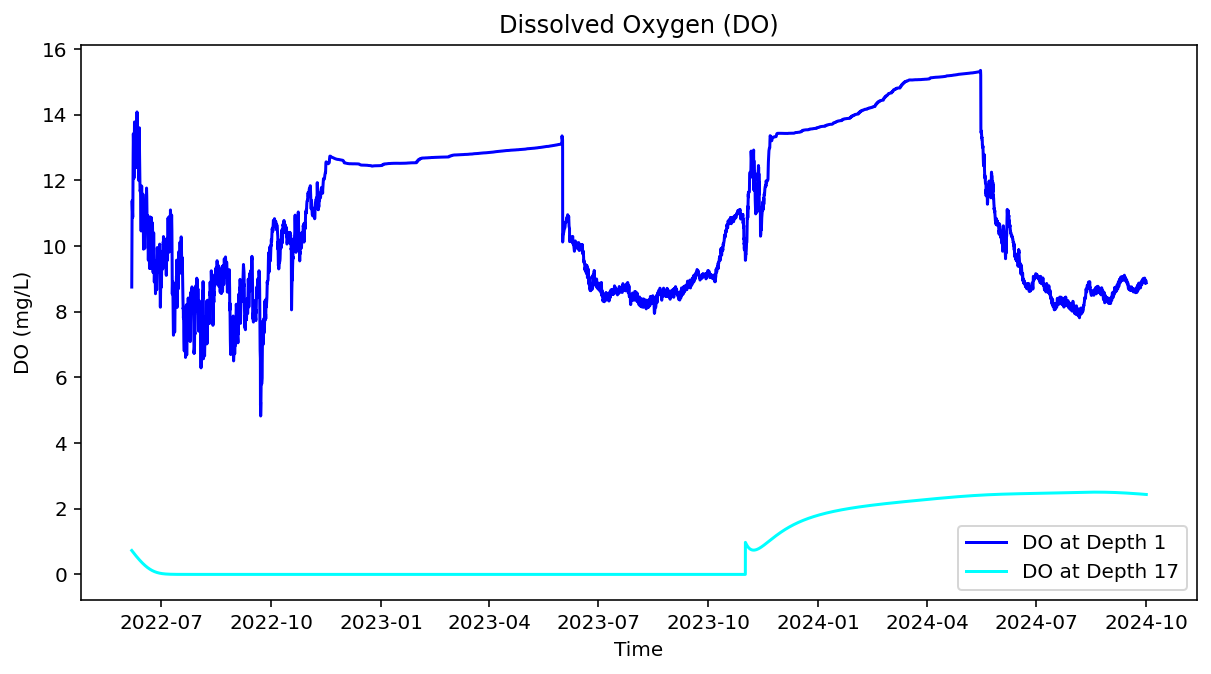 Dissolved Oxygen (DO)
16
14
12
10
8
6
4
2
0
DO (mg/L)
DO at Depth 1
DO at Depth 17
2022-07 2022-10 2023-01 2023-04 2023-07 2023-10 2024-01 2024-04 2024-07 2024-10
Time